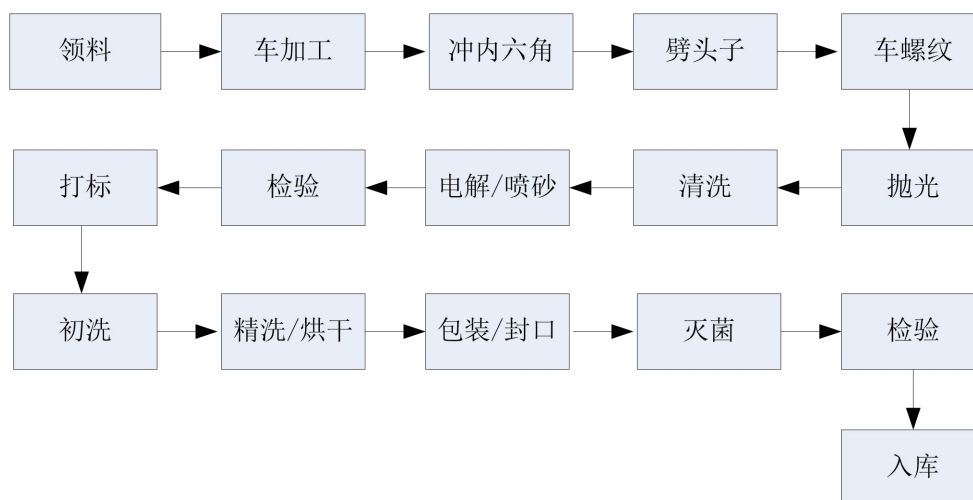 领料
车加工
冲内六角
劈头子
车螺纹
抛光
清洗
电解/喷砂
检验
打标
初洗
精洗/烘干
包装/封口
灭菌
检验
入库